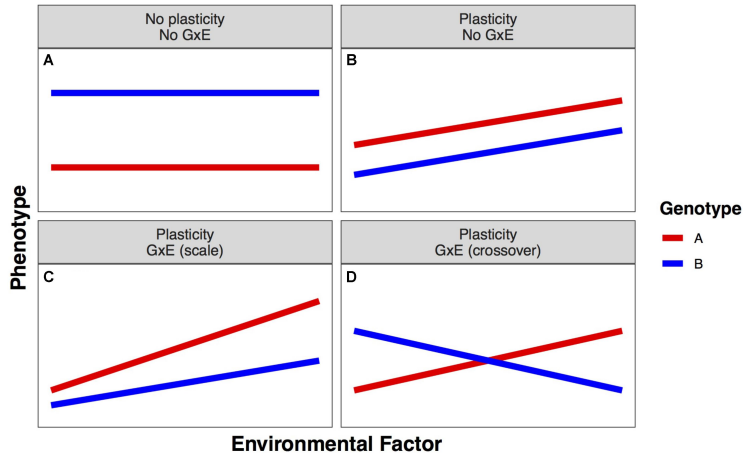 No plasticity
No GxE
Plasticity
No GxE
A
B
Phenotype
Plasticity
GxE (scale)
Plasticity
GxE (crossover)
C
D
Environmental Factor
Genotype
A
B